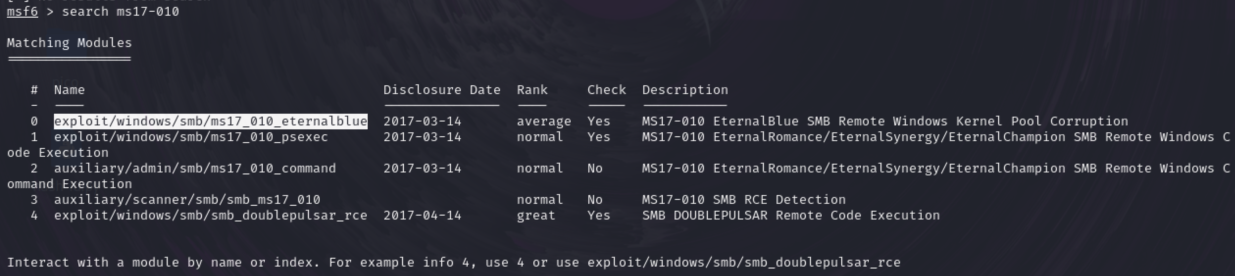 msf6 > search ms17-010
Matching Modules
# Name Disclosure Date Rank Check Description
0 exploit/windows/smb/ms17_010_eternalblue 2017-03-14 average Yes MS17-010 EternalBlue SMB Remote Windows Kernel Pool Corruption
1 exploit/windows/smb/ms17_010_psexec 2017-03-14 normal Yes MS17-010 EternalRomance/EternalSynergy/EternalChampion SMB Remote Windows C
ode Execution
2 auxiliary/admin/smb/ms17_010_command 2017-03-14 normal No MS17-010 EternalRomance/EternalSynergy/EternalChampion SMB Remote Windows C
ommand Execution
3 auxiliary/scanner/smb/smb_ms17_010 normal No MS17-010 SMB RCE Detection
4 exploit/windows/smb/smb_doublepulsar_rce 2017-04-14 great Yes SMB DOUBLEPULSAR Remote Code Execution
Interact with a module by name or index. For example info 4, use 4 or use exploit/windows/smb/smb_doublepulsar_rce